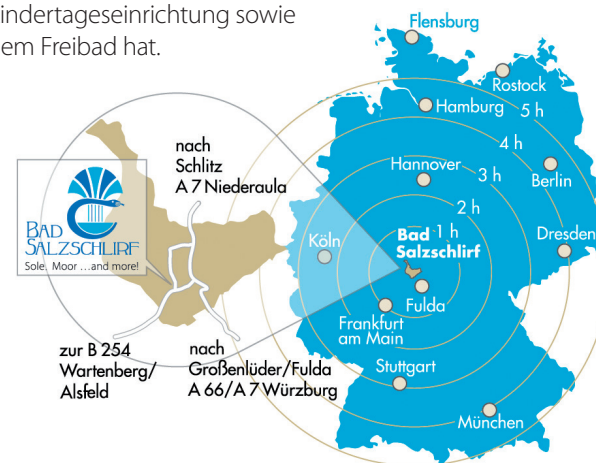 indertageseinrichtung sowie
em Freibad hat.
Flensburg
Rostock
Hamburg
5 h
4 h
Hannover
3 h
Berlin
2 h
1 h
Köln
Bad
Salzschlirf
Dresden
Fulda
Frankfurt
am Main
Stuttgart
München
nach
Schlitz
A 7 Niederaula
BAD
SALZSCHLIRF
Sole, Moor ...and more!
zur B 254
Wartenberg/
Alsfeld
nach
Großenlüder/Fulda
A 66/A 7 Würzburg